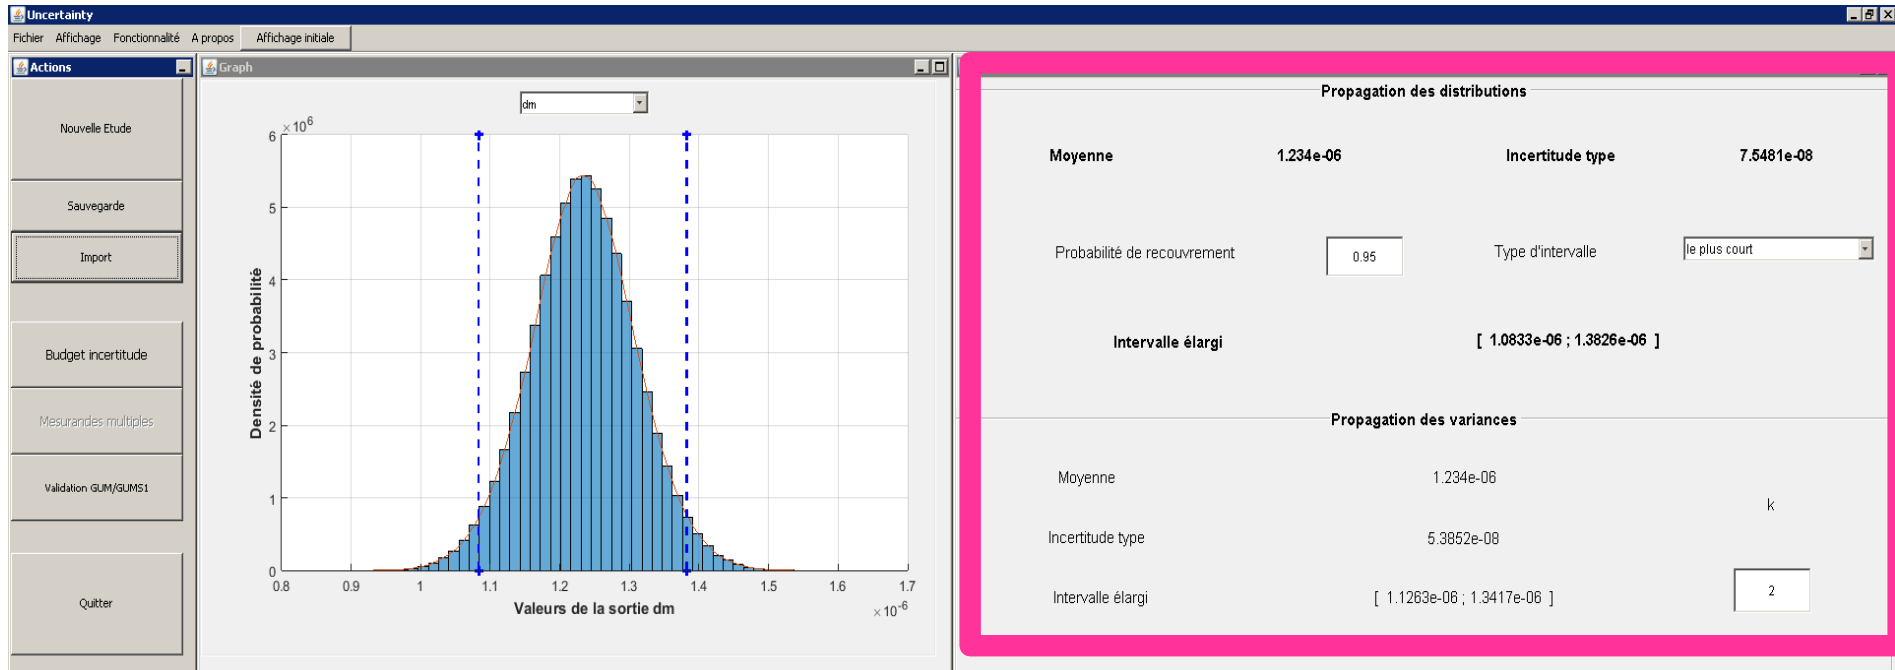 Uncertainty
Fichier Affichage Fonctionnalité A propos Affichage initiale
Actions
Nouvelle Etude
Sauvegarde
Import
Budget incertitude
Mesurandes multiples
Validation GUM/GUMS1
Quitter
Graph
dm
×10^6
6
5
4
3
2
1
0
Densité de probabilité
0.8 0.9 1 1.1 1.2 1.3 1.4 1.5 1.6 1.7
Valeurs de la sortie dm
×10^-6
Propagation des distributions
Moyenne 1.234e-06 Incertitude type 7.5481e-08
Probabilité de recouvrement 0.95 Type d'intervalle le plus court
Intervalle élargi [ 1.0833e-06 ; 1.3826e-06 ]
Propagation des variances
Moyenne 1.234e-06
k
Incertitude type 5.3852e-08
Intervalle élargi [ 1.1263e-06 ; 1.3417e-06 ] 2